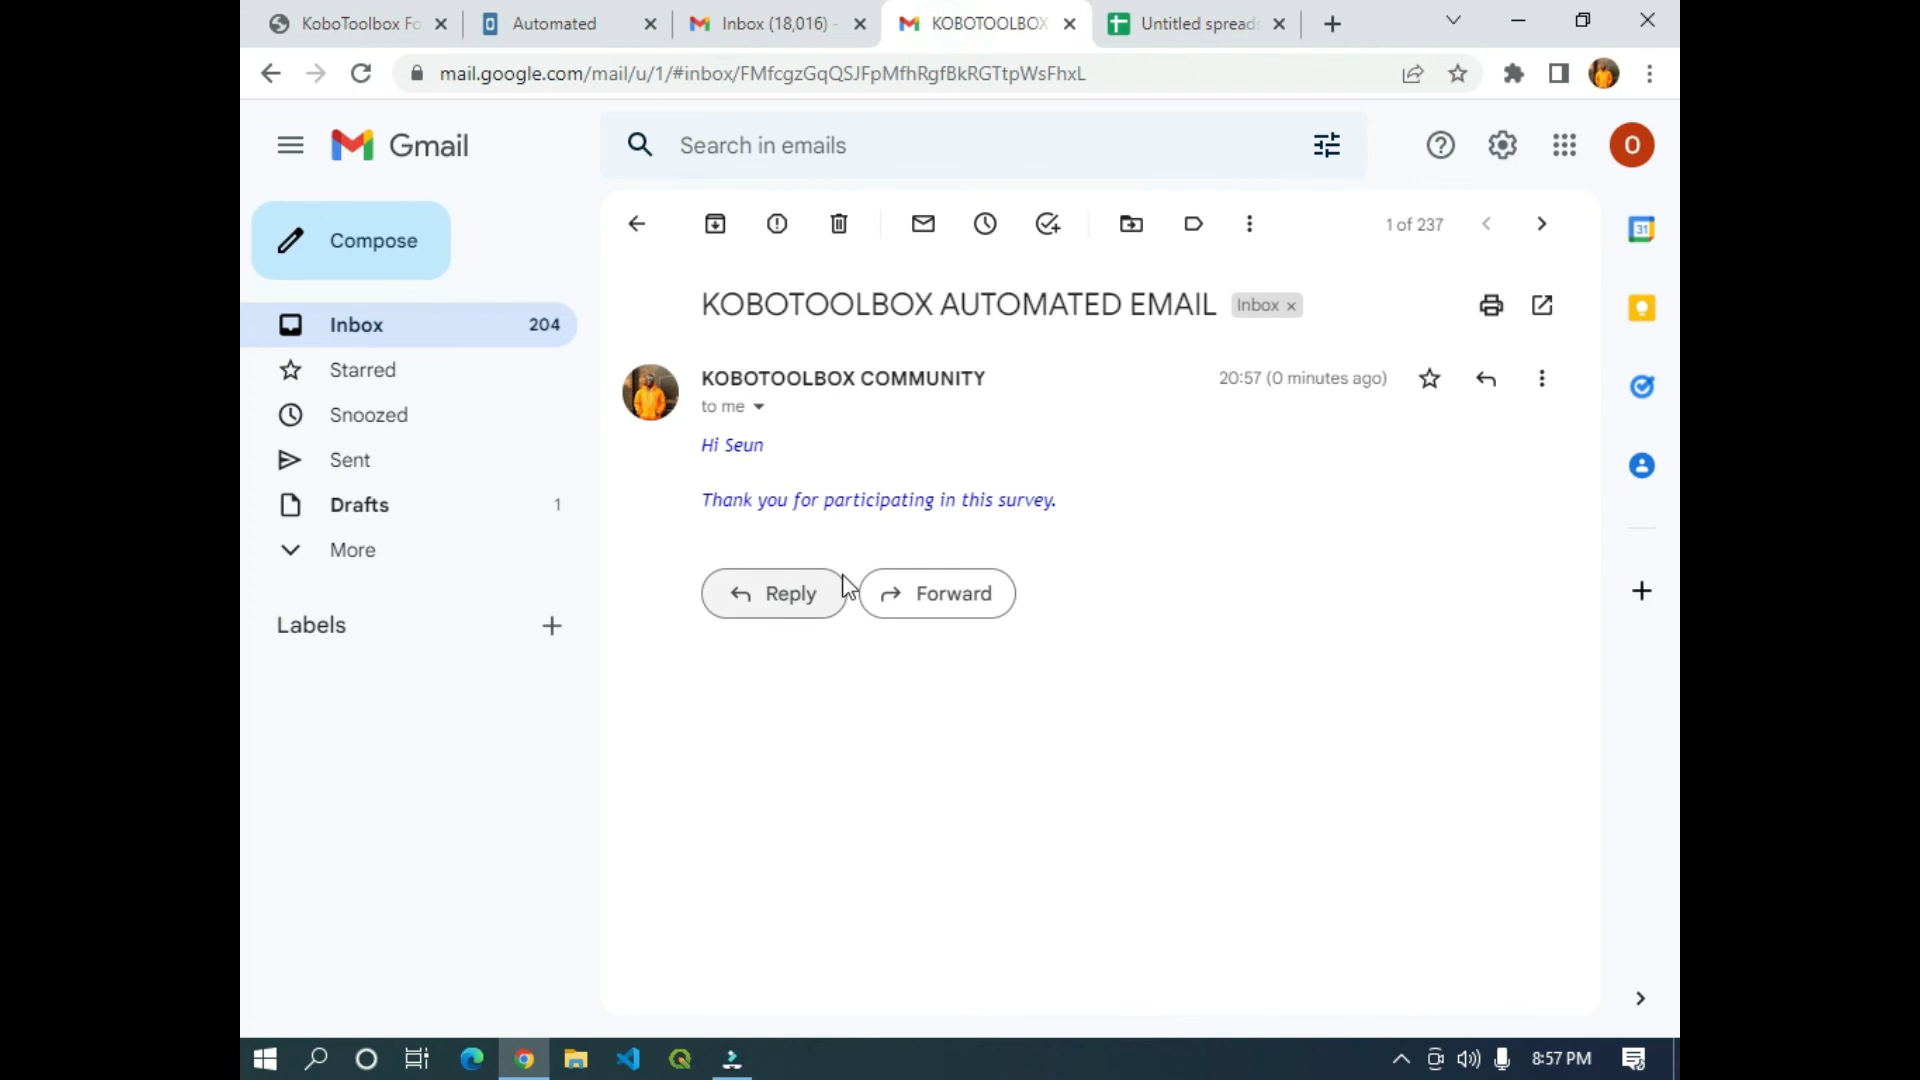 KoboToolbox Fo
Automated
Inbox (18,016) -
KOBOTOOLBOX
Untitled spreads
mail.google.com/mail/u/1/#inbox/FMfcgzGqQSJFpMfhRgfBkRGTtpWsFhxL
Gmail
Search in emails
O
Compose
1 of 237
31
KOBOTOOLBOX AUTOMATED EMAIL
Inbox
Inbox 204
Starred
Snoozed
Sent
Drafts 1
More
Labels
KOBOTOOLBOX COMMUNITY
20:57 (0 minutes ago)
to me
Hi Seun
Thank you for participating in this survey.
Reply
Forward
8:57 PM